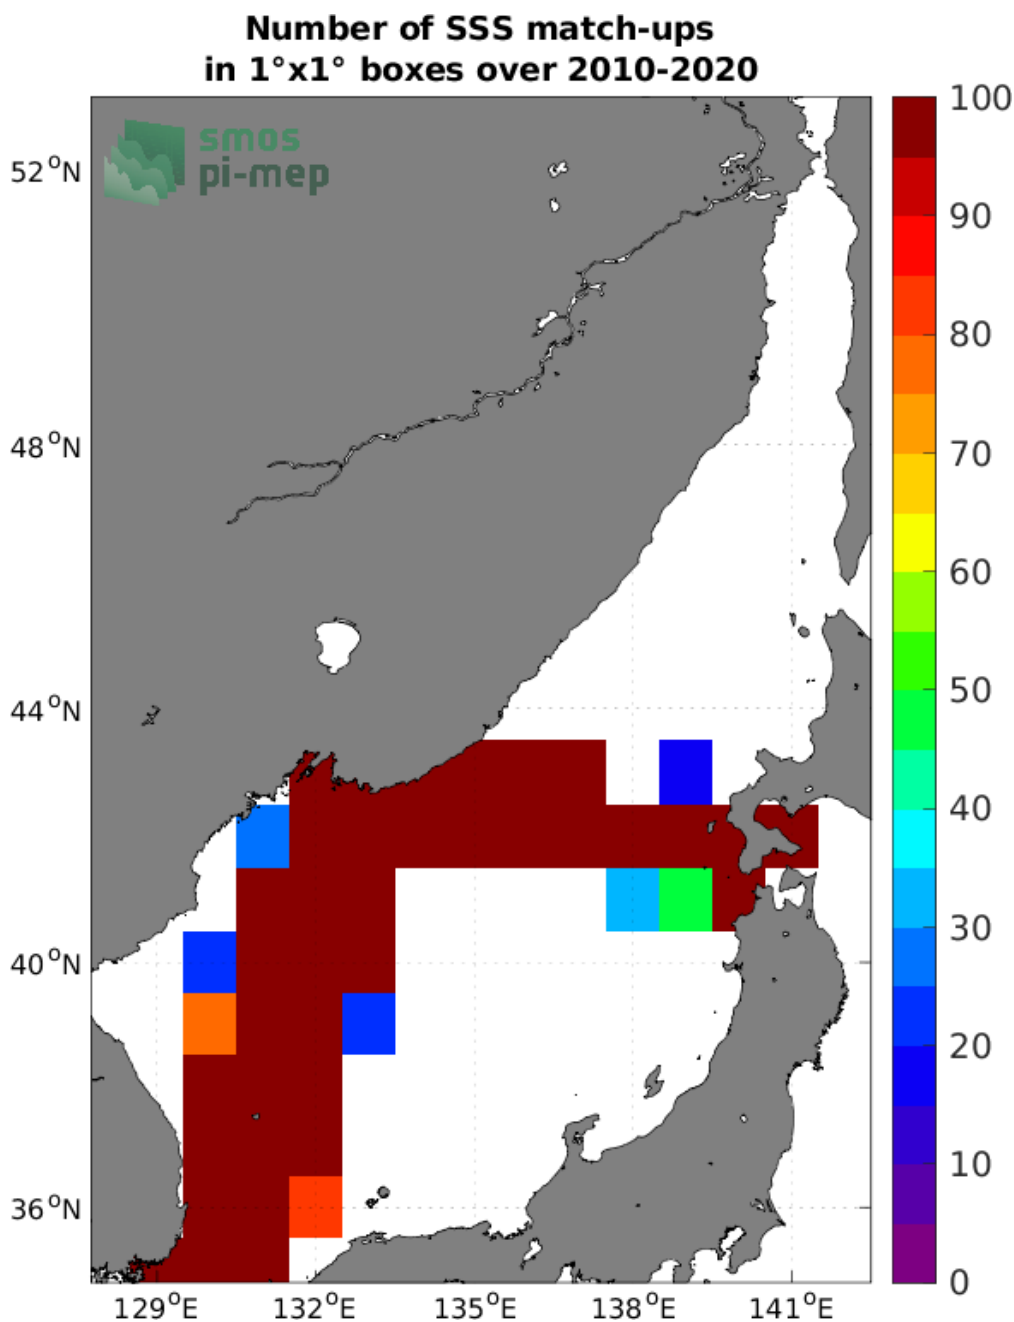 Number of SSS match-ups
in 1°x1° boxes over 2010-2020
smos
pi-mep
52°N
48°N
44°N
40°N
36°N
129°E 132°E 135°E 138°E 141°E
100
90
80
70
60
50
40
30
20
10
0